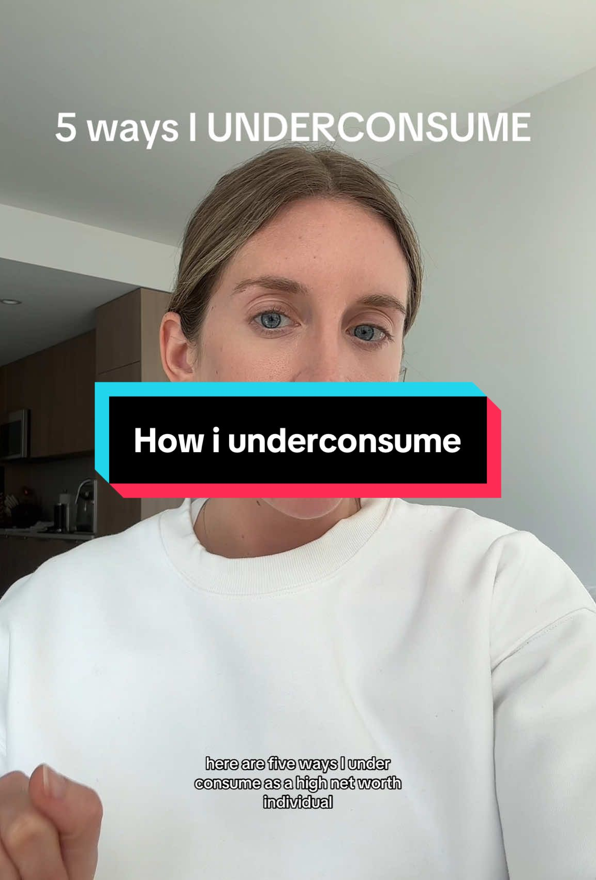 5 ways I UNDERCONSUME
How i underconsume
here are five ways I under
consume as a high net worth
individual